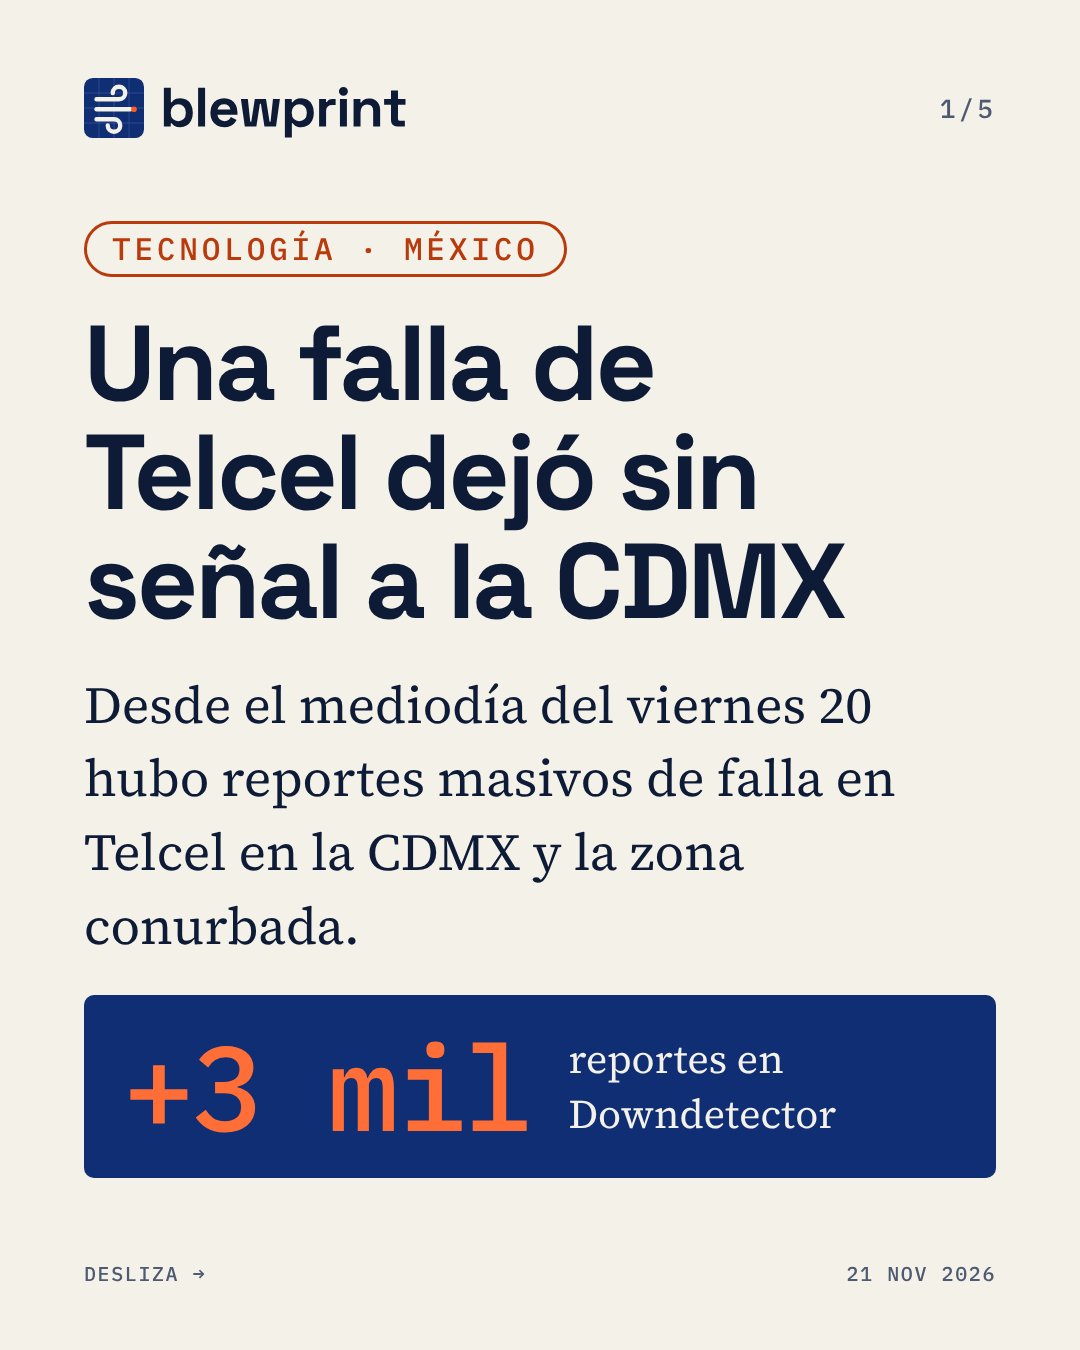 blewprint
1/5
TECNOLOGÍA · MÉXICO
Una falla de
Telcel dejó sin
señal a la CDMX
Desde el mediodía del viernes 20
hubo reportes masivos de falla en
Telcel en la CDMX y la zona
conurbada.
+3 mil
reportes en
Downdetector
DESLIZA →
21 NOV 2026